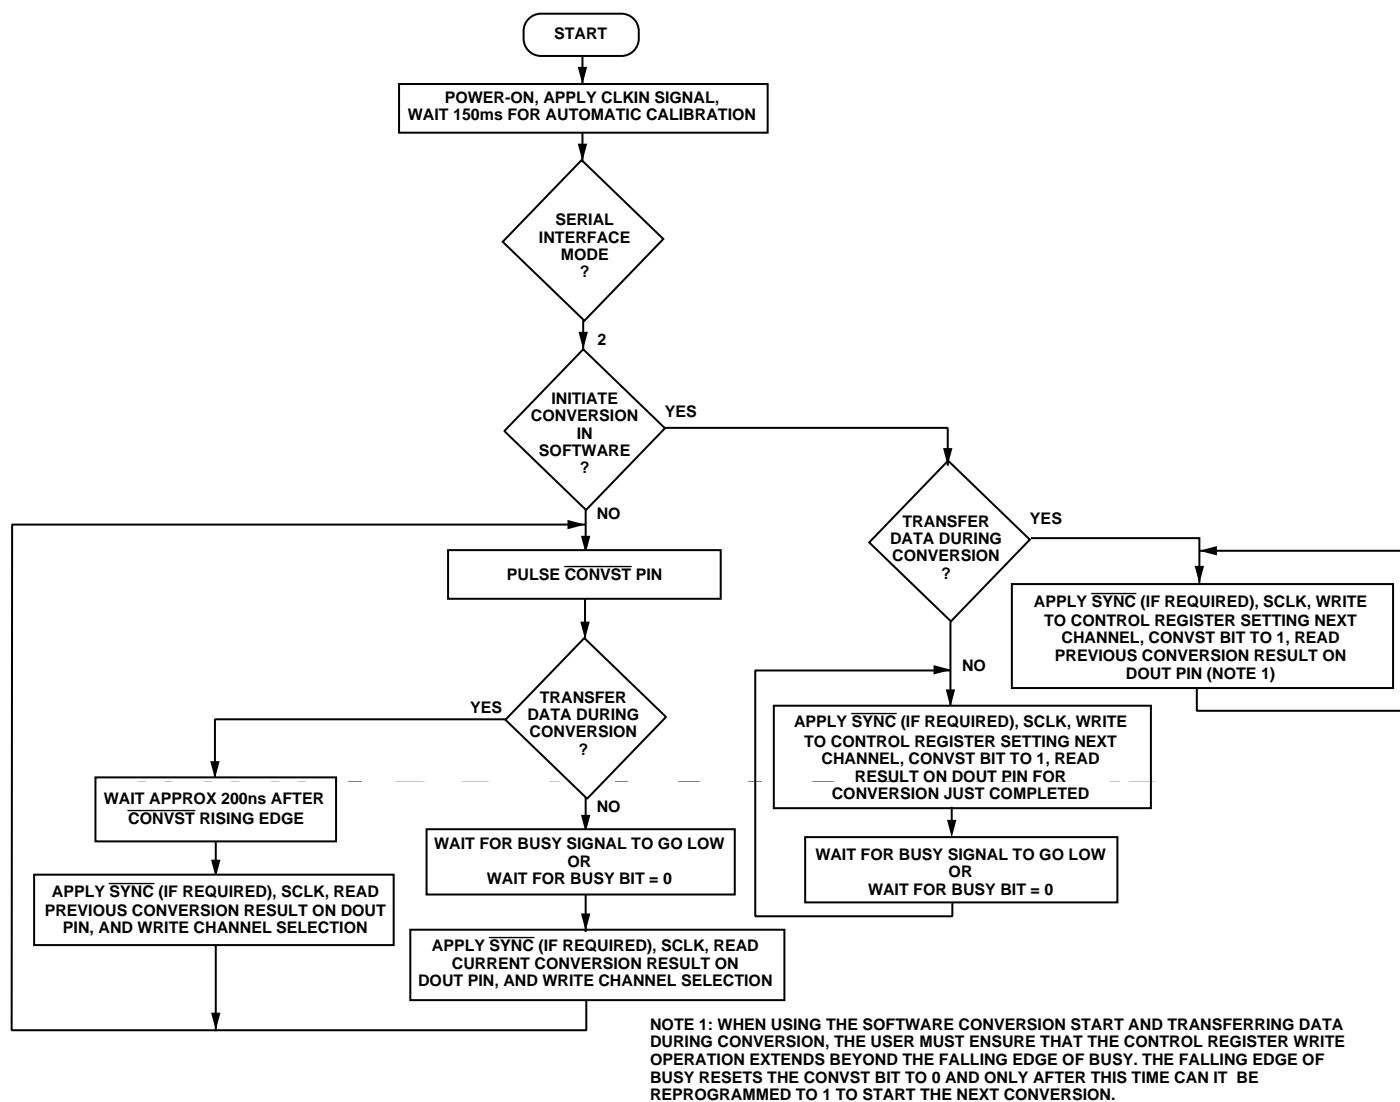 START
POWER-ON, APPLY CLKIN SIGNAL,
WAIT 150ms FOR AUTOMATIC CALIBRATION
SERIAL
INTERFACE
MODE
?
2
INITIATE
CONVERSION
IN
SOFTWARE
?
YES
NO
TRANSFER
DATA DURING
CONVERSION
?
YES
PULSE CONVST PIN
APPLY SYNC (IF REQUIRED), SCLK, WRITE
TO CONTROL REGISTER SETTING NEXT
CHANNEL, CONVST BIT TO 1, READ
PREVIOUS CONVERSION RESULT ON
DOUT PIN (NOTE 1)
NO
TRANSFER
DATA DURING
CONVERSION
?
YES
APPLY SYNC (IF REQUIRED), SCLK, WRITE
TO CONTROL REGISTER SETTING NEXT
CHANNEL, CONVST BIT TO 1, READ
RESULT ON DOUT PIN FOR
CONVERSION JUST COMPLETED
WAIT APPROX 200ns AFTER
CONVST RISING EDGE
NO
WAIT FOR BUSY SIGNAL TO GO LOW
OR
WAIT FOR BUSY BIT = 0
WAIT FOR BUSY SIGNAL TO GO LOW
OR
WAIT FOR BUSY BIT = 0
APPLY SYNC (IF REQUIRED), SCLK, READ
PREVIOUS CONVERSION RESULT ON DOUT
PIN, AND WRITE CHANNEL SELECTION
APPLY SYNC (IF REQUIRED), SCLK, READ
CURRENT CONVERSION RESULT ON
DOUT PIN, AND WRITE CHANNEL SELECTION
NOTE 1: WHEN USING THE SOFTWARE CONVERSION START AND TRANSFERRING DATA
DURING CONVERSION, THE USER MUST ENSURE THAT THE CONTROL REGISTER WRITE
OPERATION EXTENDS BEYOND THE FALLING EDGE OF BUSY. THE FALLING EDGE OF
BUSY RESETS THE CONVST BIT TO 0 AND ONLY AFTER THIS TIME CAN IT BE
REPROGRAMMED TO 1 TO START THE NEXT CONVERSION.